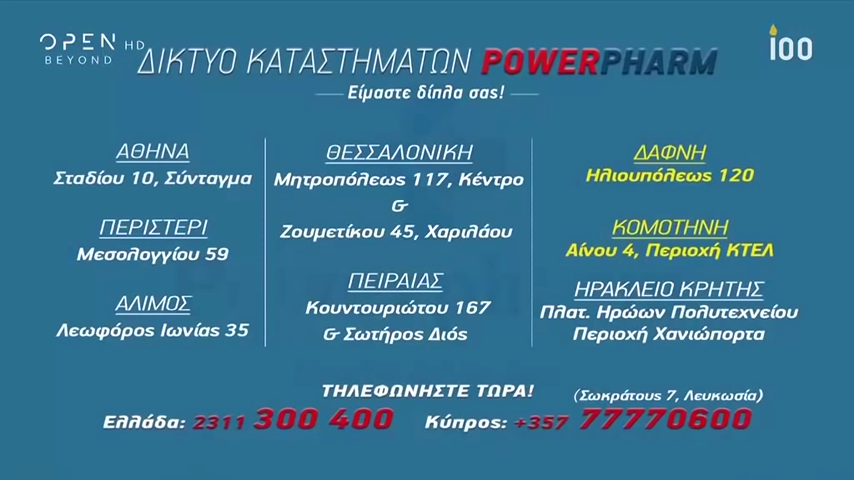 OPEN HD
BEYOND
100
ΔΙΚΤΥΟ ΚΑΤΑΣΤΗΜΑΤΩΝ POWERPHARM
Είμαστε δίπλα σας!
ΑΘΗΝΑ
Σταδίου 10, Σύνταγμα
ΠΕΡΙΣΤΕΡΙ
Μεσολογγίου 59
ΑΛΙΜΟΣ
Λεωφόρος Ιωνίας 35
ΘΕΣΣΑΛΟΝΙΚΗ
Μητροπόλεως 117, Κέντρο
&
Ζουμετίκου 45, Χαριλάου
ΠΕΙΡΑΙΑΣ
Κουντουριώτου 167
& Σωτήρος Διός
ΔΑΦΝΗ
Ηλιουπόλεως 120
ΚΟΜΟΤΗΝΗ
Αίνου 4, Περιοχή ΚΤΕΛ
ΗΡΑΚΛΕΙΟ ΚΡΗΤΗΣ
Πλατ. Ηρώων Πολυτεχνείου
Περιοχή Χανιώπορτα
ΤΗΛΕΦΩΝΗΣΤΕ ΤΩΡΑ!
(Σωκράτους 7, Λευκωσία)
Ελλάδα: 2311 300 400
Κύπρος: +357 77770600